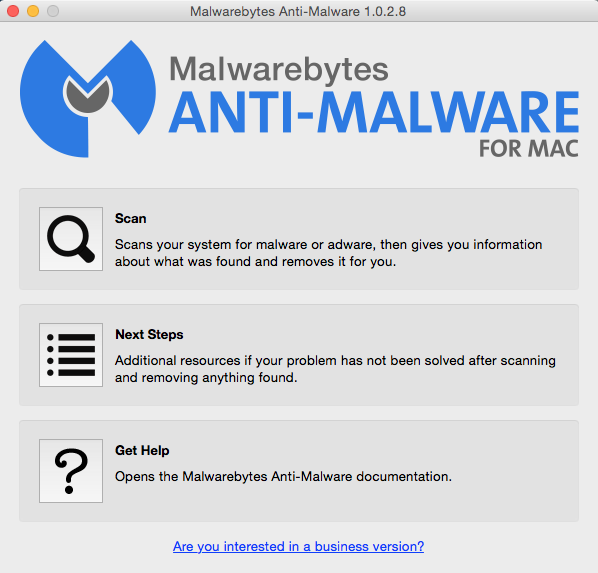 Malwarebytes Anti-Malware 1.0.2.8
Malwarebytes
ANTI-MALWARE
FOR MAC
Scan
Scans your system for malware or adware, then gives you information
about what was found and removes it for you.
Next Steps
Additional resources if your problem has not been solved after scanning
and removing anything found.
?
Get Help
Opens the Malwarebytes Anti-Malware documentation.
Are you interested in a business version?